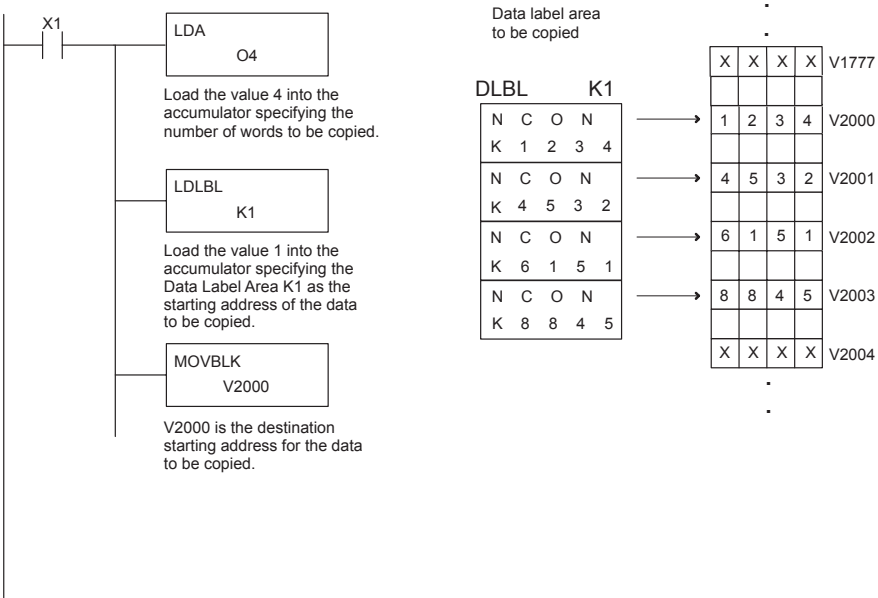 X1
LDA
O4
Load the value 4 into the
accumulator specifying the
number of words to be copied.
LDLBL
K1
Load the value 1 into the
accumulator specifying the
Data Label Area K1 as the
starting address of the data
to be copied.
MOVBLK
V2000
V2000 is the destination
starting address for the data
to be copied.
Data label area
to be copied
DLBL K1
N C O N
K 1 2 3 4
N C O N
K 4 5 3 2
N C O N
K 6 1 5 1
N C O N
K 8 8 4 5
X X X X V1777
1 2 3 4 V2000
4 5 3 2 V2001
6 1 5 1 V2002
8 8 4 5 V2003
X X X X V2004